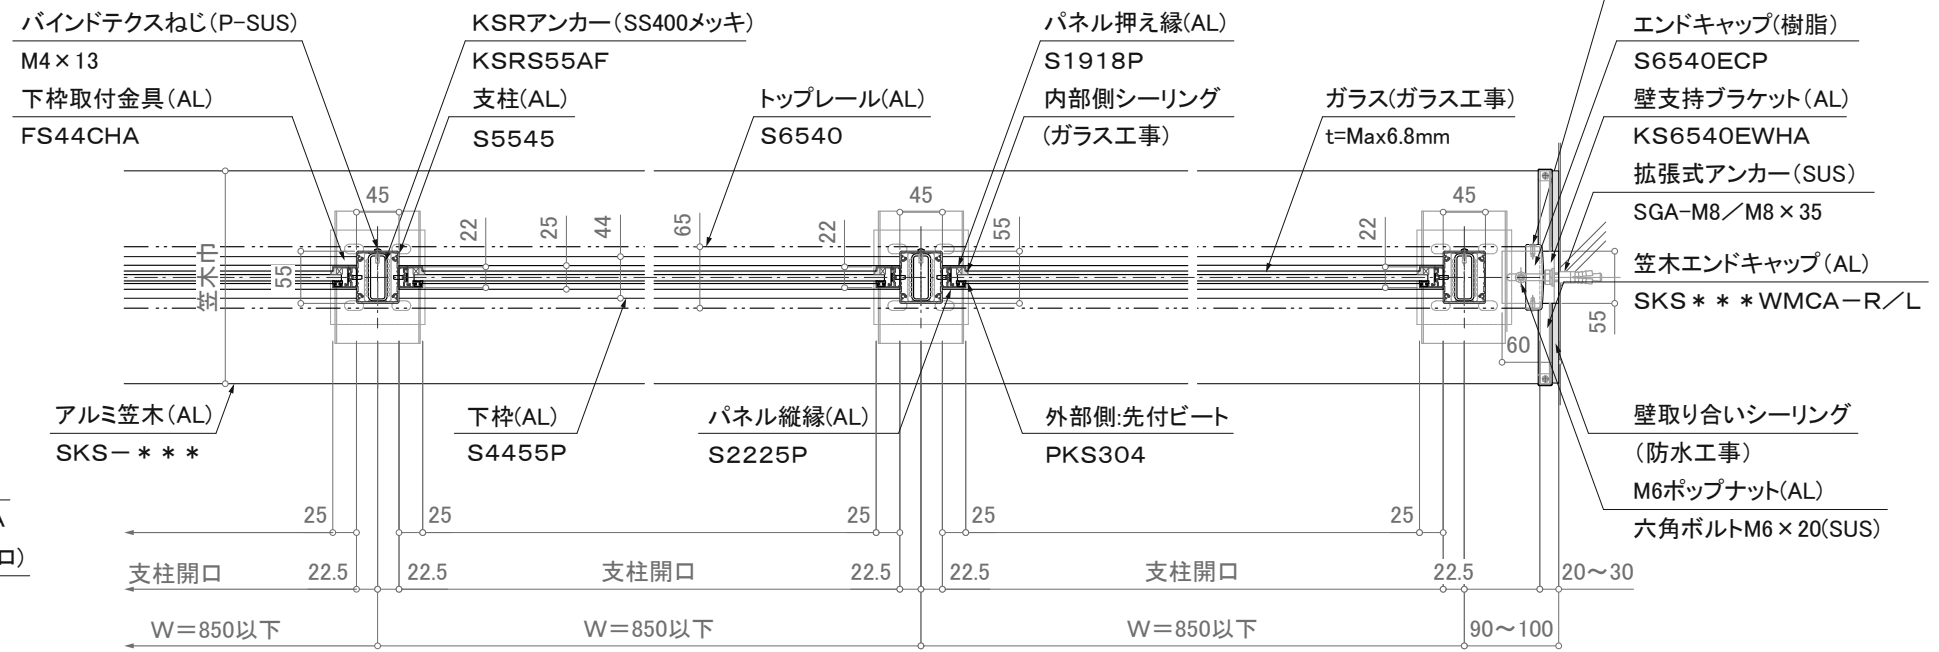 バインドテクスねじ(P-SUS)
M4×13
下枠取付金具(AL)
FS44CHA
KSRアンカー(SS400メッキ)
KSRS55AF
支柱(AL)
S5545
トップレール(AL)
S6540
パネル押え縁(AL)
S1918P
内部側シーリング
(ガラス工事)
ガラス(ガラス工事)
t=Max6.8mm
エンドキャップ(樹脂)
S6540ECP
壁支持ブラケット(AL)
KS6540EWHA
拡張式アンカー(SUS)
SGA-M8/M8×35
笠木エンドキャップ(AL)
SKS***WMCA-R/L
45
45
45
22
25
44
65
22
55
22
笠木巾
55
55
60
アルミ笠木(AL)
SKS-***
下枠(AL)
S4455P
パネル縦縁(AL)
S2225P
外部側:先付ビート
PKS304
壁取り合いシーリング
(防水工事)
M6ポップナット(AL)
六角ボルトM6×20(SUS)
A
口)
25
25
25
25
25
支柱開口
22.5
22.5
支柱開口
22.5
22.5
支柱開口
22.5
20~30
W=850以下
W=850以下
W=850以下
90~100